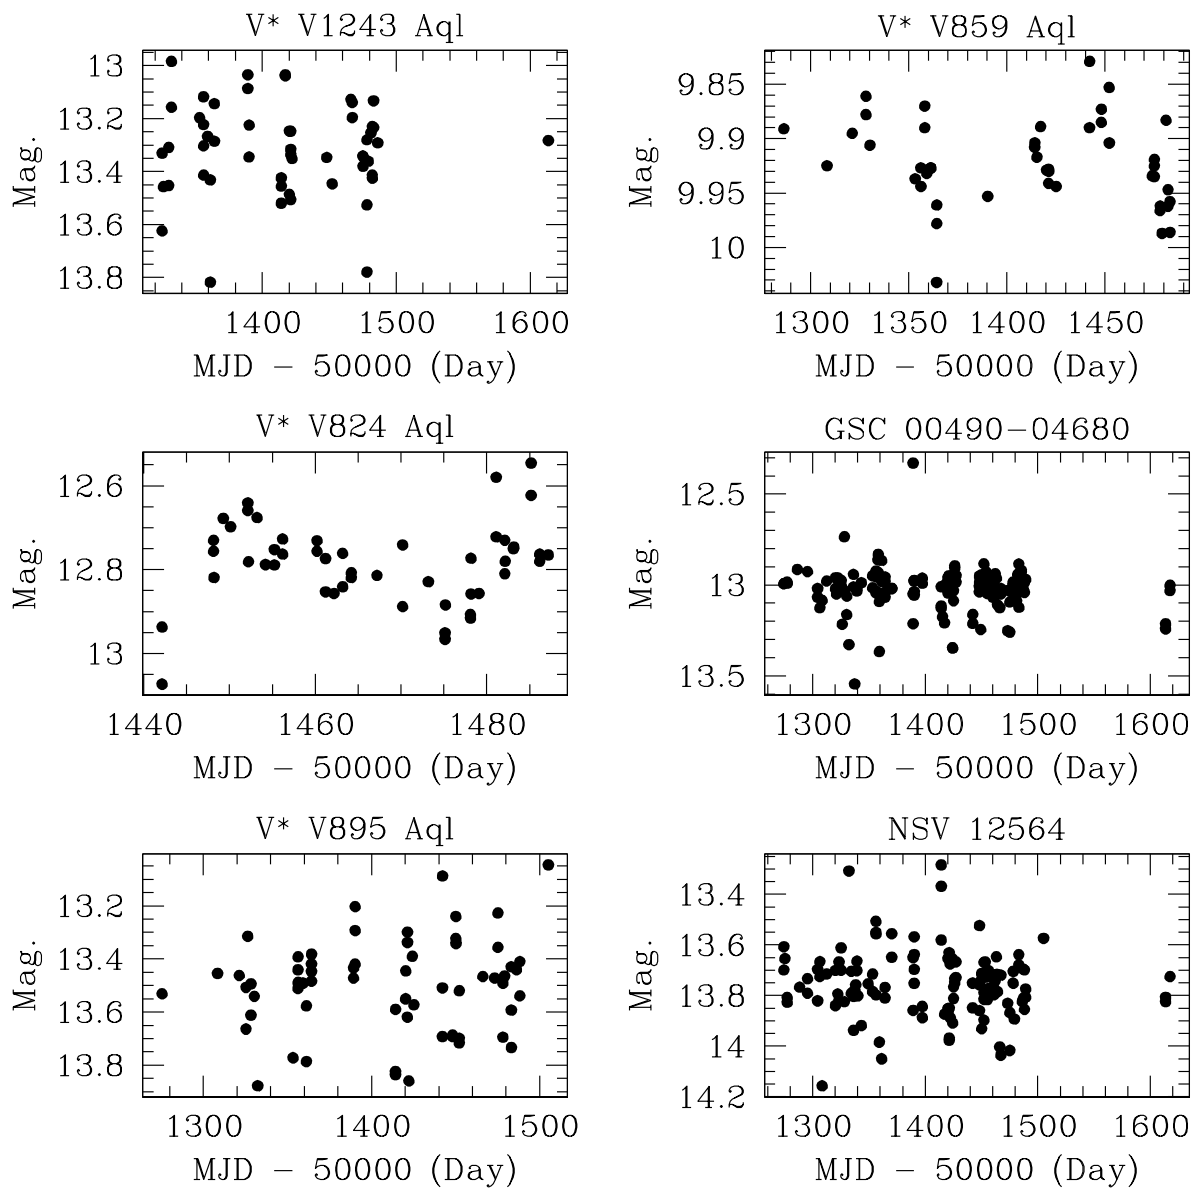 V* V1243 Aql
Mag.
13
13.2
13.4
13.6
13.8
1400 1500 1600
MJD − 50000 (Day)
V* V859 Aql
Mag.
9.85
9.9
9.95
10
1300 1350 1400 1450
MJD − 50000 (Day)
V* V824 Aql
Mag.
12.6
12.8
13
1440 1460 1480
MJD − 50000 (Day)
GSC 00490−04680
Mag.
12.5
13
13.5
1300 1400 1500 1600
MJD − 50000 (Day)
V* V895 Aql
Mag.
13.2
13.4
13.6
13.8
1300 1400 1500
MJD − 50000 (Day)
NSV 12564
Mag.
13.4
13.6
13.8
14
14.2
1300 1400 1500 1600
MJD − 50000 (Day)